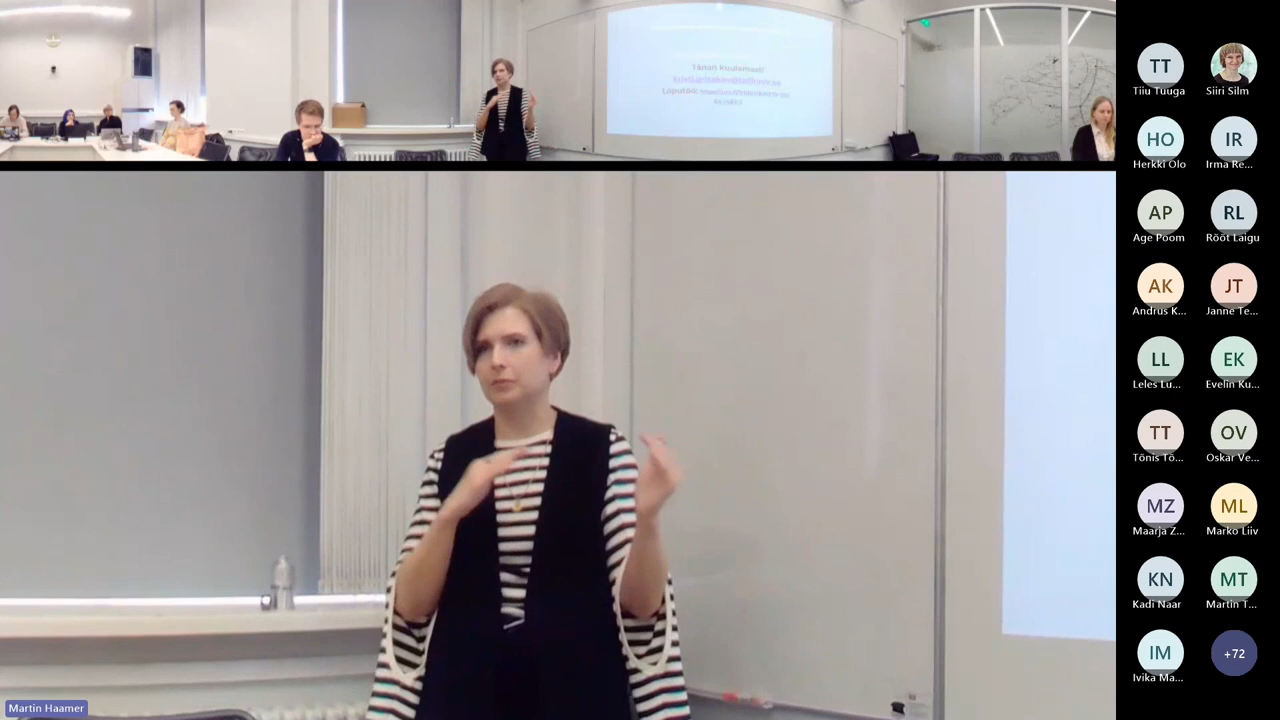 Tänan kuulamast!
TT
Tiiu Tuuga
Siiri Silm
HO
Herkki Olo
IR
Irma Re...
AP
Age Poom
RL
Rööt Laigu
AK
Andrus K...
JT
Janne Te...
LL
Leles Lu...
EK
Evelin Ku...
TT
Tõnis Tõ...
OV
Oskar Ve...
MZ
Maarja Z...
ML
Marko Liiv
KN
Kadi Naar
MT
Martin T...
IM
Ivika Ma...
+72
Martin Haamer